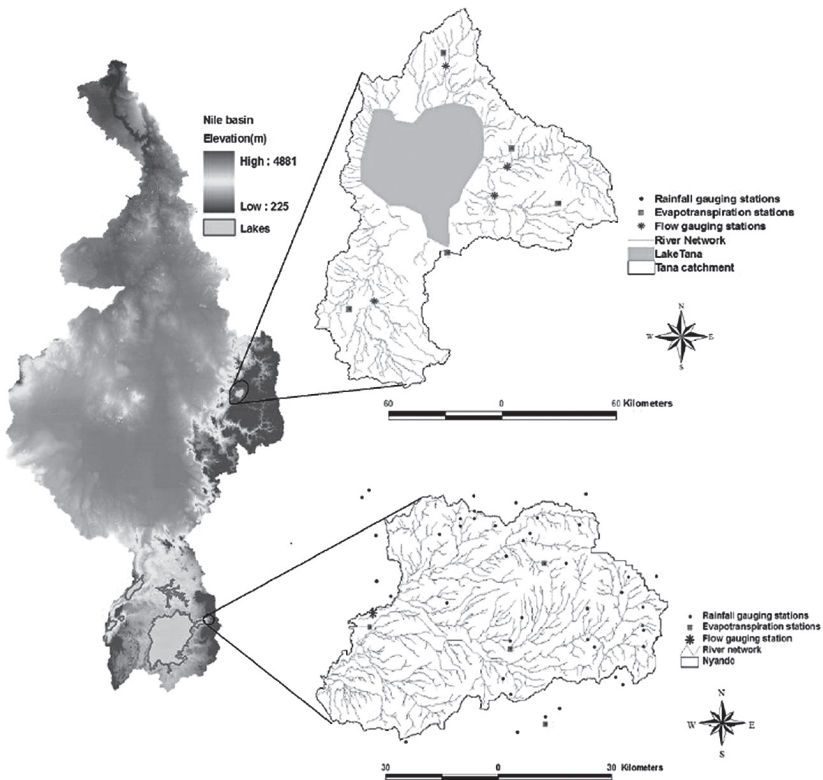 Nile basin
Elevation(m)
High : 4881
Low : 225
Lakes
Rainfall gauging stations
Evapotranspiration stations
Flow gauging stations
River Network
LakeTana
Tana catchment
N
W E
S
60 0 60 Kilometers
Rainfall gauging stations
Evapotranspiration stations
Flow gauging station
River network
Nyando
N
W E
S
30 0 30 Kilometers